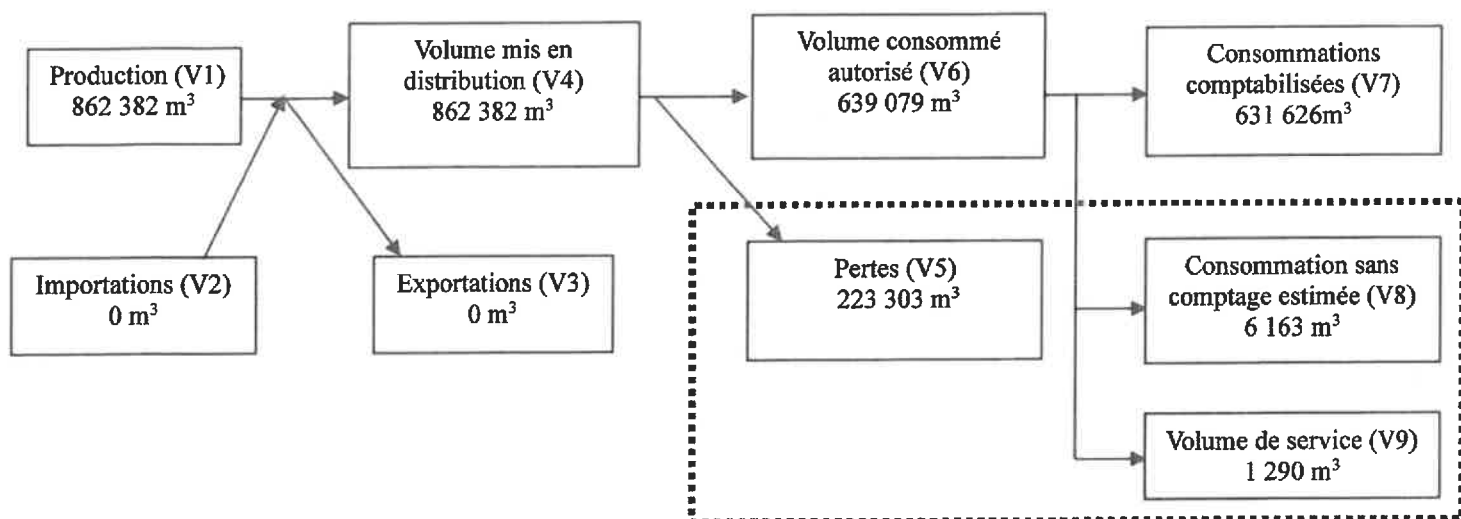 Production (V1)
862 382 m³
Volume mis en
distribution (V4)
862 382 m³
Volume consommé
autorisé (V6)
639 079 m³
Consommations
comptabilisées (V7)
631 626m³
Importations (V2)
0 m³
Exportations (V3)
0 m³
Pertes (V5)
223 303 m³
Consommation sans
comptage estimée (V8)
6 163 m³
Volume de service (V9)
1 290 m³